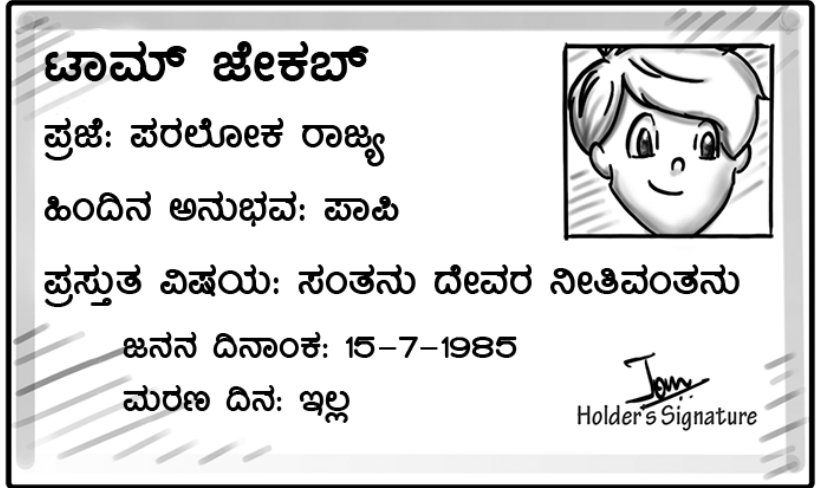 ಟಾಮ್ ಜೇಕಬ್
ಪ್ರಜೆ: ಪರಲೋಕ ರಾಜ್ಯ
ಹಿಂದಿನ ಅನುಭವ: ಪಾಪಿ
ಪ್ರಸ್ತುತ ವಿಷಯ: ಸಂತನು ದೇವರ ನೀತಿವಂತನು
ಜನನ ದಿನಾಂಕ: 15-7-1985
ಮರಣ ದಿನ: ಇಲ್ಲ
Tom
Holder's Signature